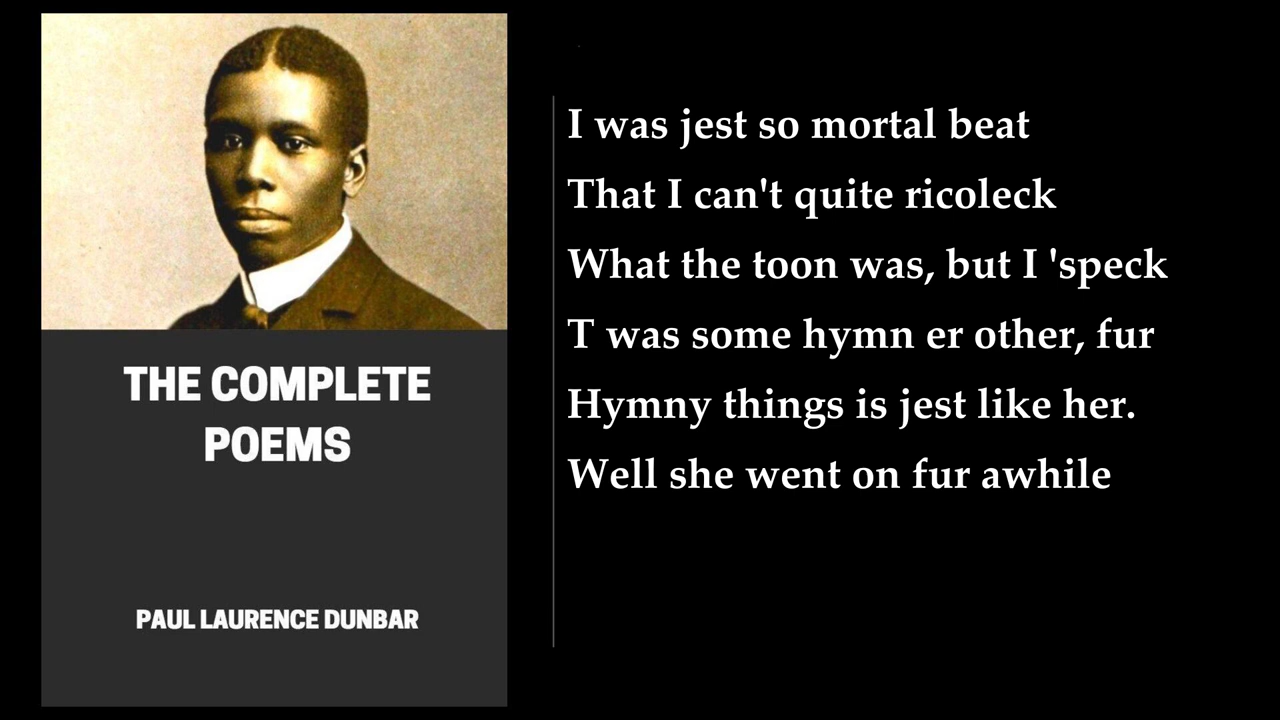 THE COMPLETE
POEMS
PAUL LAURENCE DUNBAR
I was jest so mortal beat
That I can't quite ricoleck
What the toon was, but I 'speck
T was some hymn er other, fur
Hymny things is jest like her.
Well she went on fur awhile